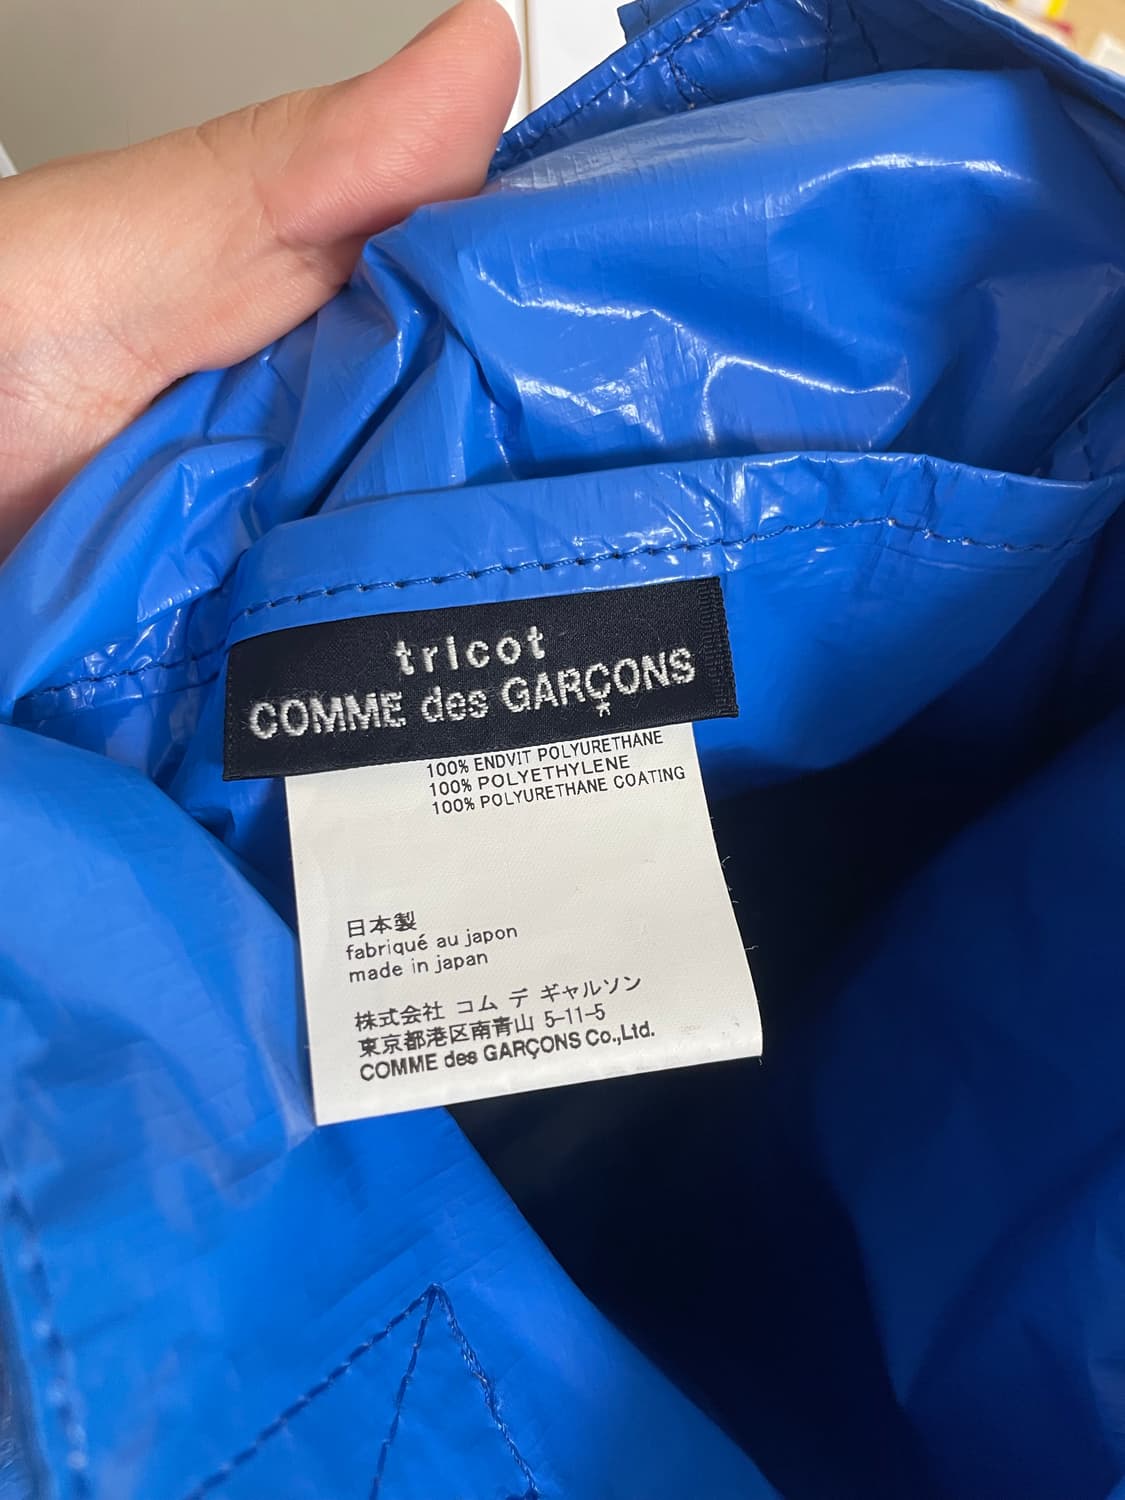 tricot
COMME des GARÇONS
100% ENDVIT POLYURETHANE
100% POLYETHYLENE
100% POLYURETHANE COATING
日本製
fabriqué au japon
made in japan
株式会社 コム デ ギャルソン
東京都港区南青山 5-11-5
COMME des GARÇONS Co.,Ltd.